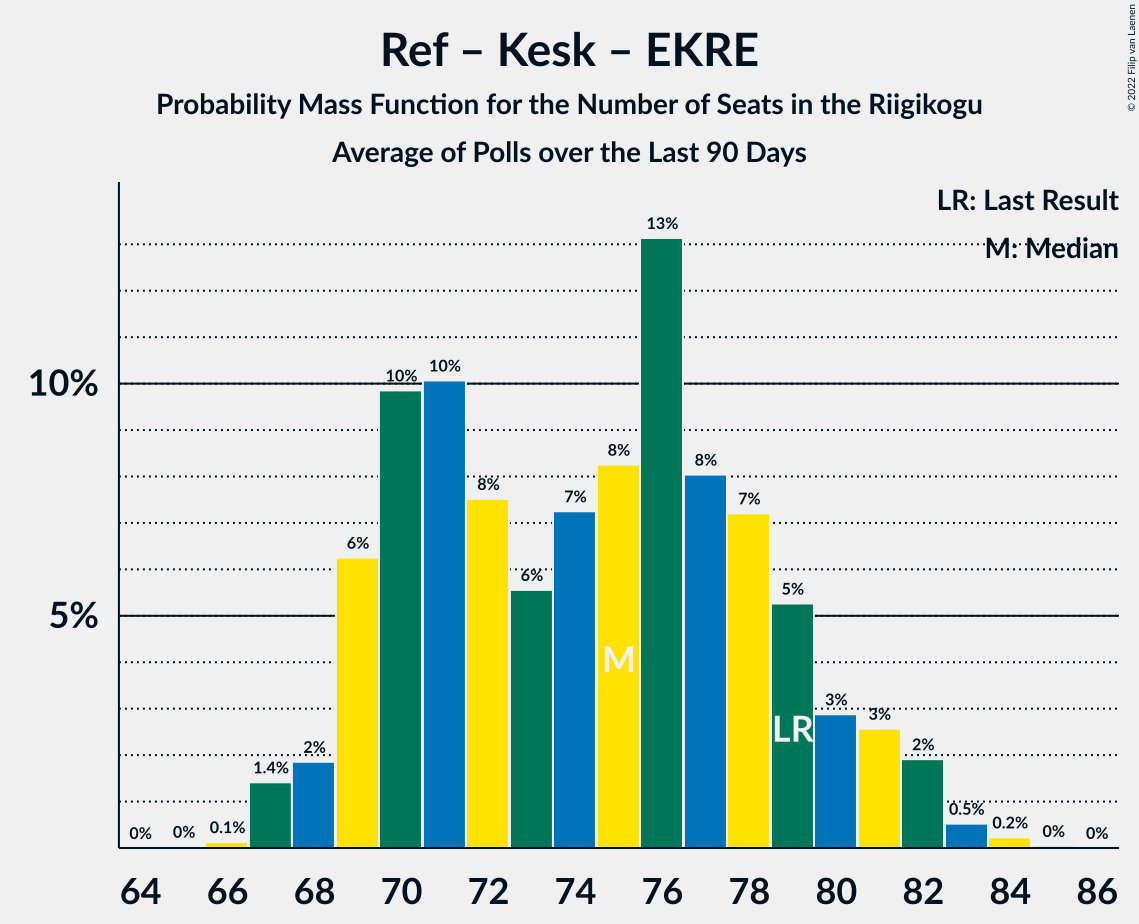 Ref – Kesk – EKRE
Probability Mass Function for the Number of Seats in the Riigikogu
Average of Polls over the Last 90 Days
© 2022 Filip van Laenen
LR: Last Result
M: Median
10%
5%
0%
0%
0.1%
1.4%
2%
6%
10%
10%
8%
6%
7%
8%
13%
8%
7%
5%
3%
3%
2%
0.5%
0.2%
0%
0%
M
LR
64 66 68 70 72 74 76 78 80 82 84 86